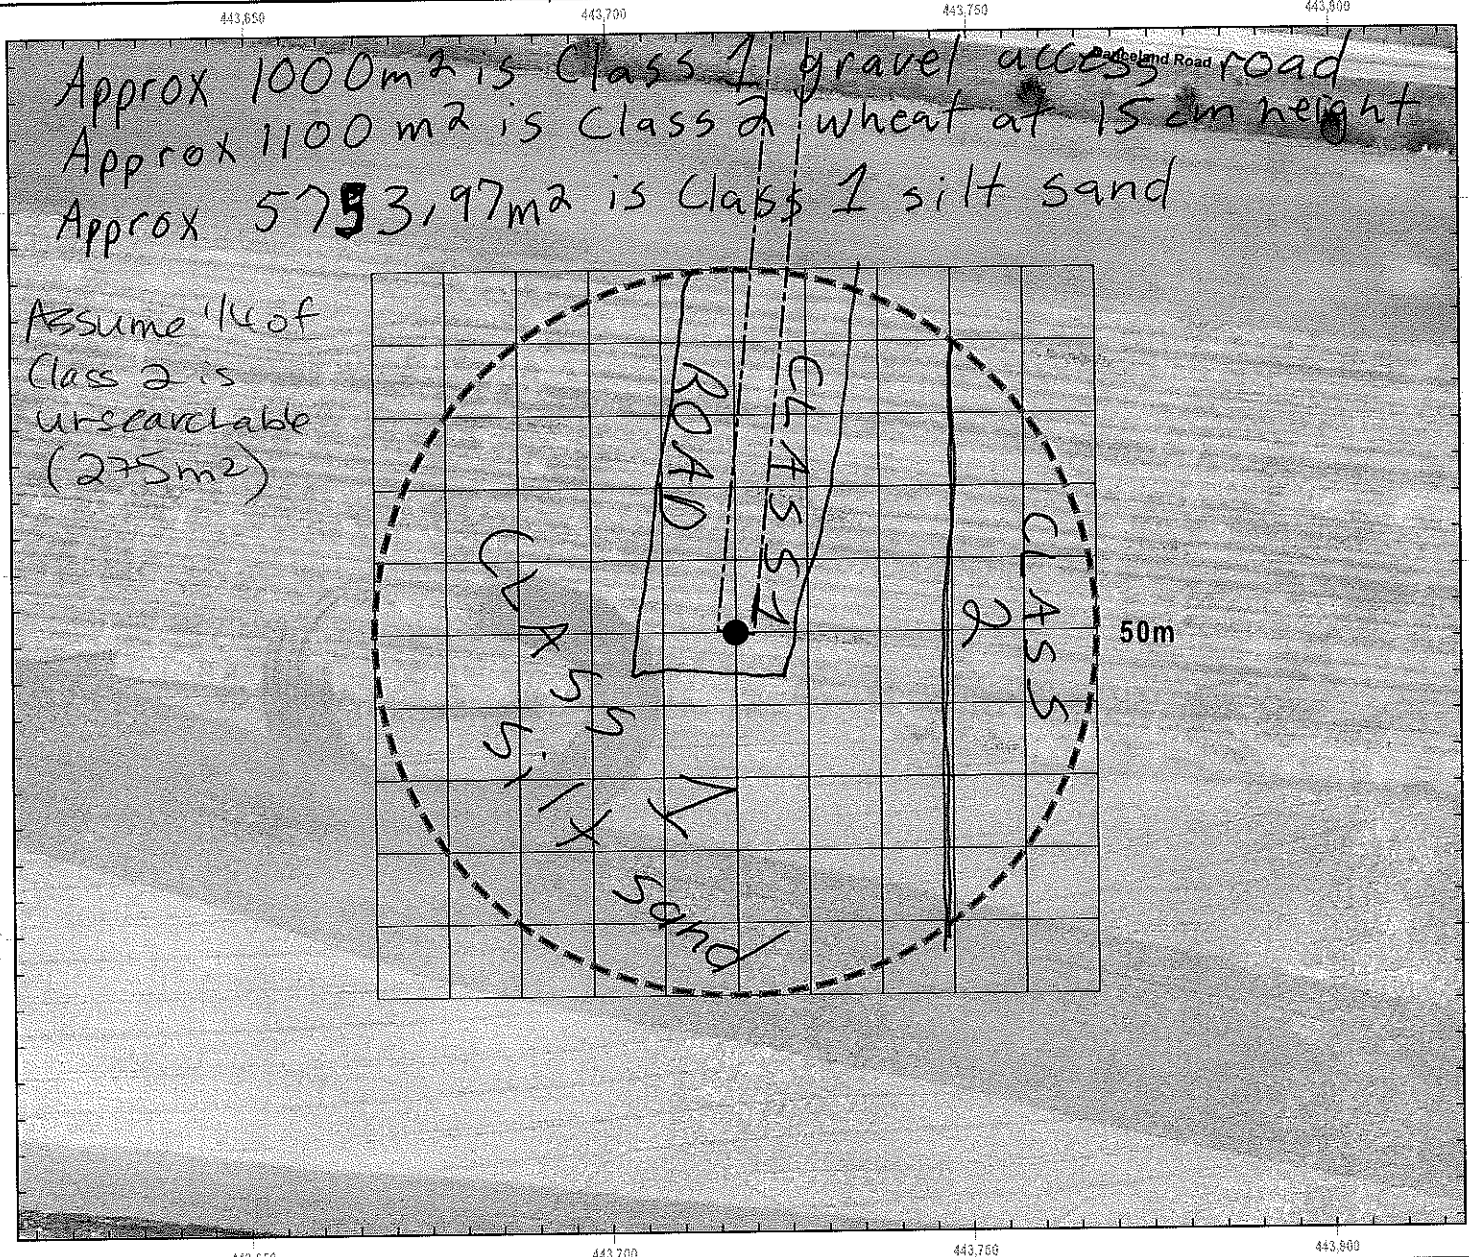 443,650 443,700 443,750 443,800
Approx 1000m2 is Class 1 gravel access road
Road
Approx 1100 m2 is Class 2 wheat at 15 cm height
Approx 5753,97m2 is Class 1 silt sand
Assume 1/4 of
Class 2 is
unsearchable
(275m2)
ROAD
CLASS 1
CLASS
2
50m
CLASS 1
Silt Sand
443,650 443,700 443,750 443,800